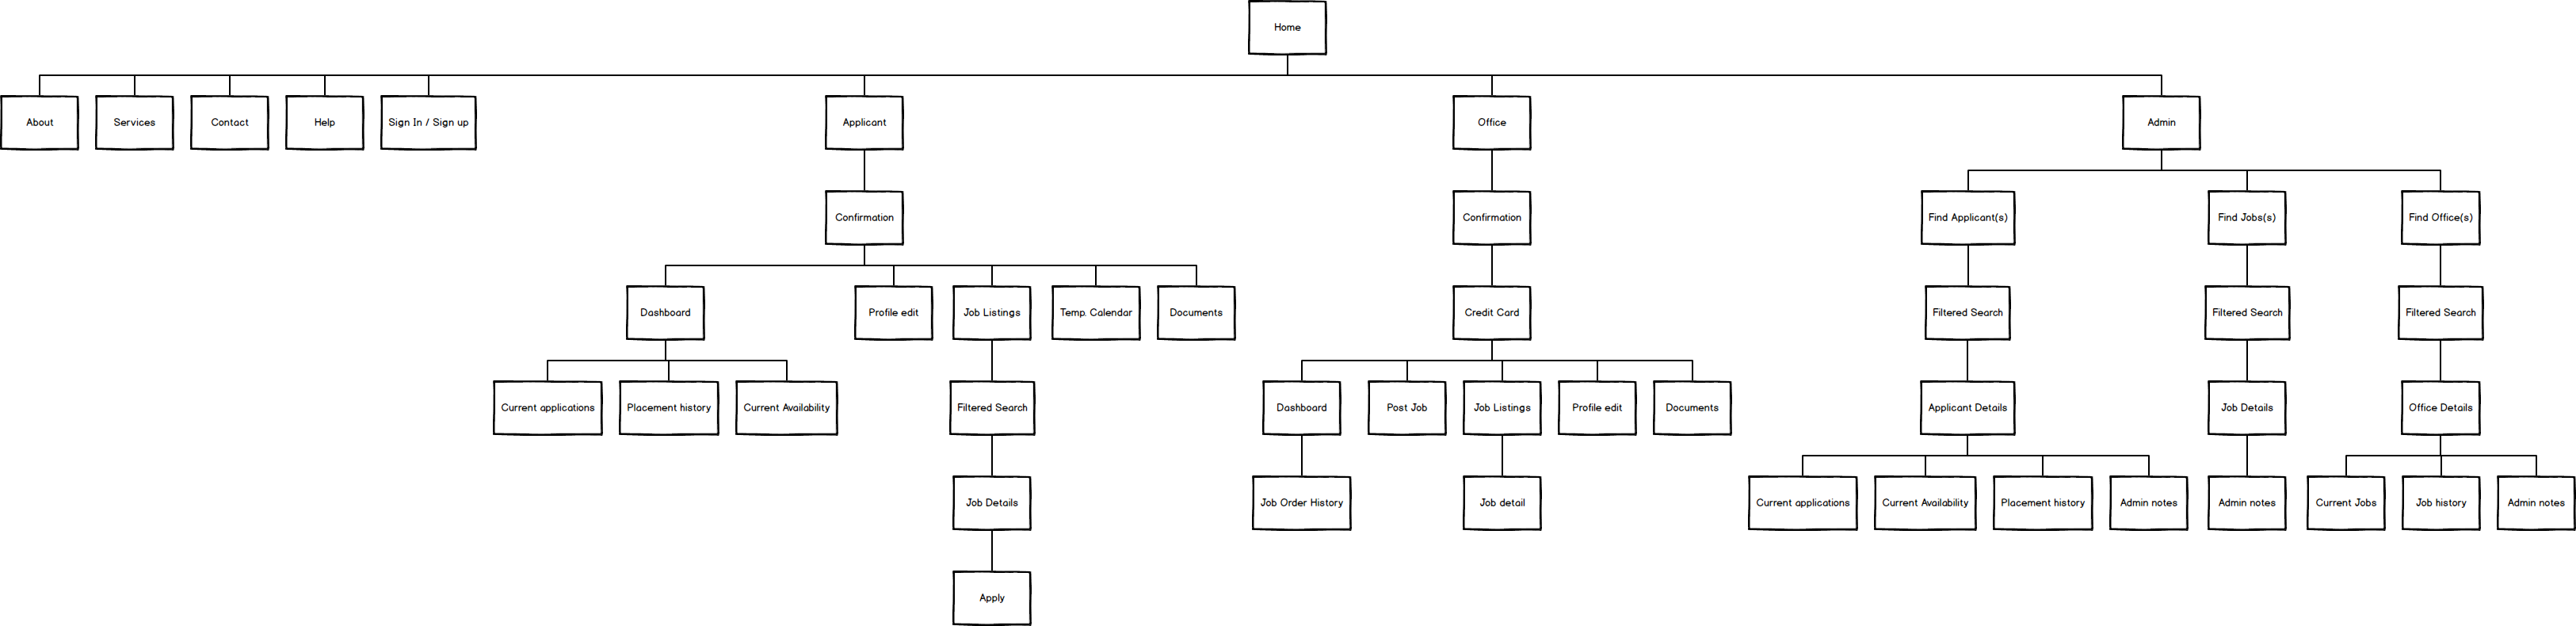 Home
About
Services
Contact
Help
Sign In / Sign up
Applicant
Office
Admin
Confirmation
Confirmation
Find Applicant(s)
Find Jobs(s)
Find Office(s)
Dashboard
Profile edit
Job Listings
Temp. Calendar
Documents
Credit Card
Filtered Search
Filtered Search
Filtered Search
Current applications
Placement history
Current Availability
Filtered Search
Dashboard
Post Job
Job Listings
Profile edit
Documents
Applicant Details
Job Details
Office Details
Job Details
Job Order History
Job detail
Current applications
Current Availability
Placement history
Admin notes
Admin notes
Current Jobs
Job history
Admin notes
Apply